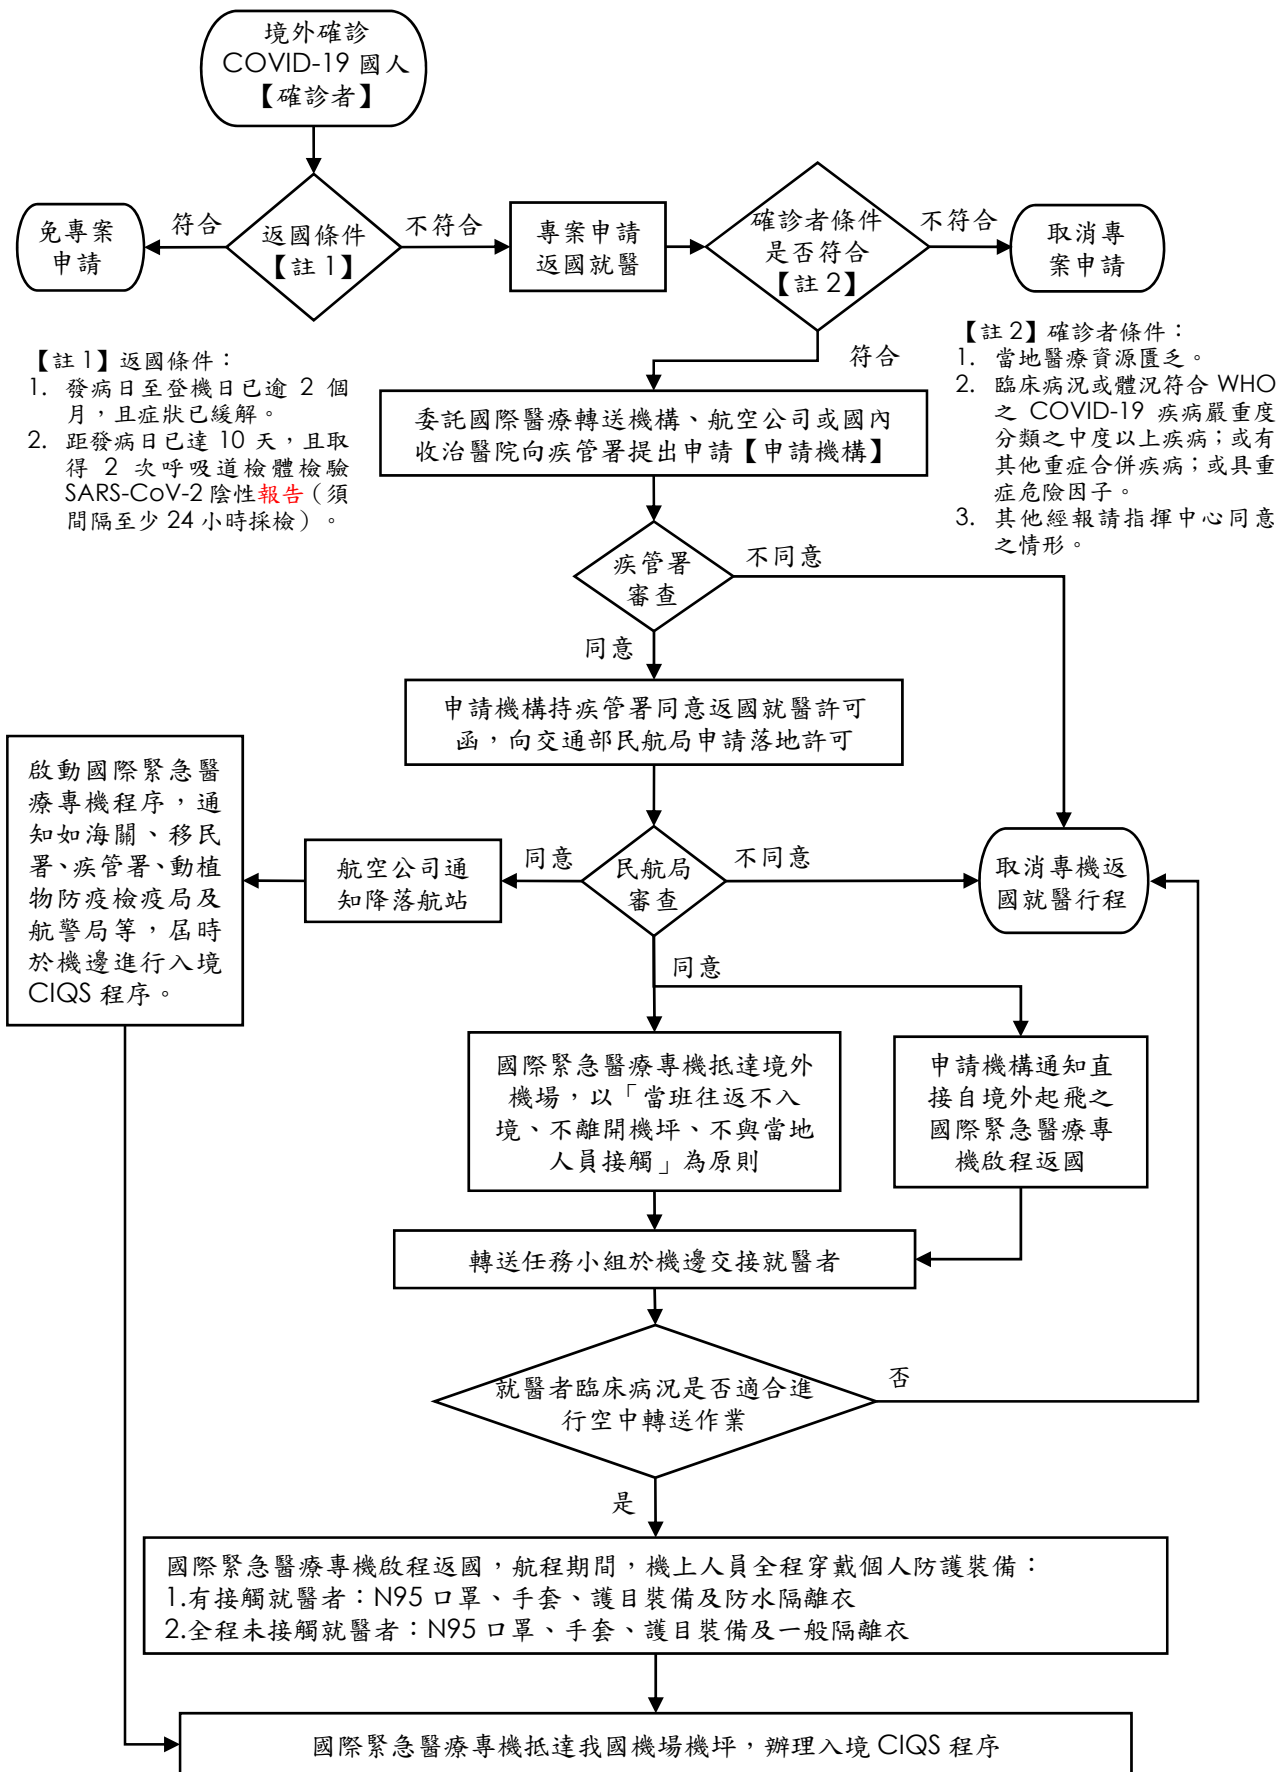 境外確診
COVID-19 國人
【確診者】
免專案
申請
符合
返國條件
【註 1】
不符合
專案申請
返國就醫
確診者條件
是否符合
【註 2】
不符合
取消專
案申請
【註 1】返國條件：
1. 發病日至登機日已逾 2 個
月，且症狀已緩解。
2. 距發病日已達 10 天，且取
得 2 次呼吸道檢體檢驗
SARS-CoV-2 陰性報告（須
間隔至少 24 小時採檢）。
符合
【註 2】確診者條件：
1. 當地醫療資源匱乏。
2. 臨床病況或體況符合 WHO
之 COVID-19 疾病嚴重度
分類之中度以上疾病；或有
其他重症合併疾病；或具重
症危險因子。
3. 其他經報請指揮中心同意
之情形。
委託國際醫療轉送機構、航空公司或國內
收治醫院向疾管署提出申請【申請機構】
疾管署
審查
不同意
同意
申請機構持疾管署同意返國就醫許可
函，向交通部民航局申請落地許可
啟動國際緊急醫
療專機程序，通
知如海關、移民
署、疾管署、動植
物防疫檢疫局及
航警局等，屆時
於機邊進行入境
CIQS 程序。
航空公司通
知降落航站
同意
民航局
審查
不同意
取消專機返
國就醫行程
同意
國際緊急醫療專機抵達境外
機場，以「當班往返不入
境、不離開機坪、不與當地
人員接觸」為原則
申請機構通知直
接自境外起飛之
國際緊急醫療專
機啟程返國
轉送任務小組於機邊交接就醫者
就醫者臨床病況是否適合進
行空中轉送作業
否
是
國際緊急醫療專機啟程返國，航程期間，機上人員全程穿戴個人防護裝備：
1.有接觸就醫者：N95 口罩、手套、護目裝備及防水隔離衣
2.全程未接觸就醫者：N95 口罩、手套、護目裝備及一般隔離衣
國際緊急醫療專機抵達我國機場機坪，辦理入境 CIQS 程序